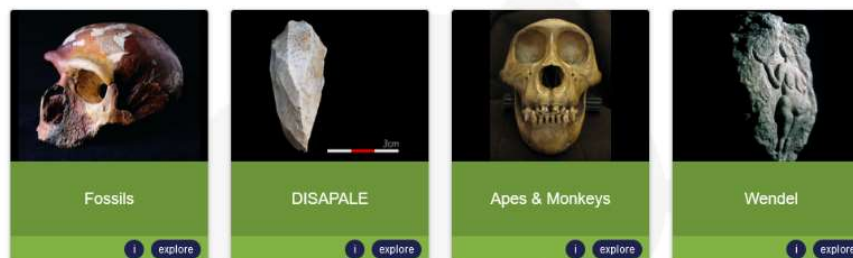 3cm
Fossils
DISAPALE
Apes & Monkeys
Wendel
i explore
i explore
i explore
i explore